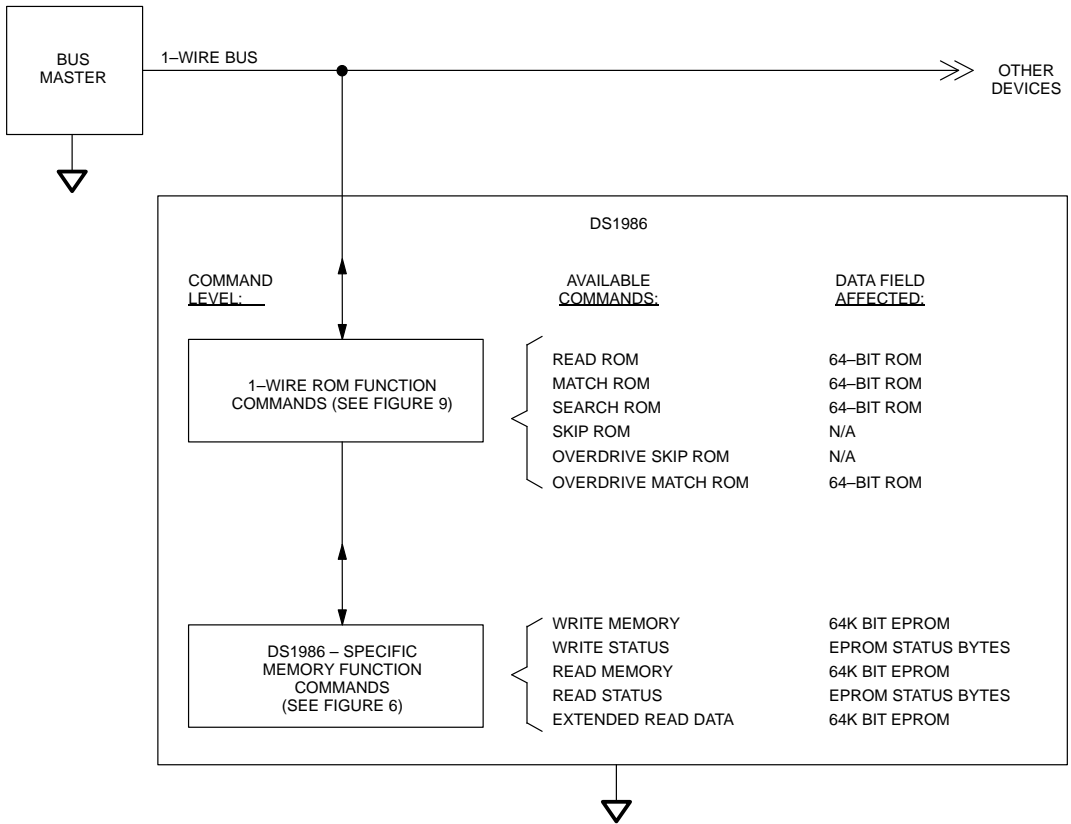 BUS
MASTER
1–WIRE BUS
OTHER
DEVICES
DS1986
COMMAND
LEVEL:
AVAILABLE
COMMANDS:
DATA FIELD
AFFECTED:
1–WIRE ROM FUNCTION
COMMANDS (SEE FIGURE 9)
READ ROM 64–BIT ROM
MATCH ROM 64–BIT ROM
SEARCH ROM 64–BIT ROM
SKIP ROM N/A
OVERDRIVE SKIP ROM N/A
OVERDRIVE MATCH ROM 64–BIT ROM
DS1986 – SPECIFIC
MEMORY FUNCTION
COMMANDS
(SEE FIGURE 6)
WRITE MEMORY 64K BIT EPROM
WRITE STATUS EPROM STATUS BYTES
READ MEMORY 64K BIT EPROM
READ STATUS EPROM STATUS BYTES
EXTENDED READ DATA 64K BIT EPROM